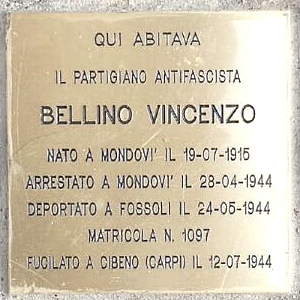 QUI ABITAVA
IL PARTIGIANO ANTIFASCISTA
BELLINO VINCENZO
NATO A MONDOVI' IL 19-07-1915
ARRESTATO A MONDOVI' IL 28-04-1944
DEPORTATO A FOSSOLI IL 24-05-1944
MATRICOLA N. 1097
FUGILATO A CIBENO (CARPI) IL 12-07-1944